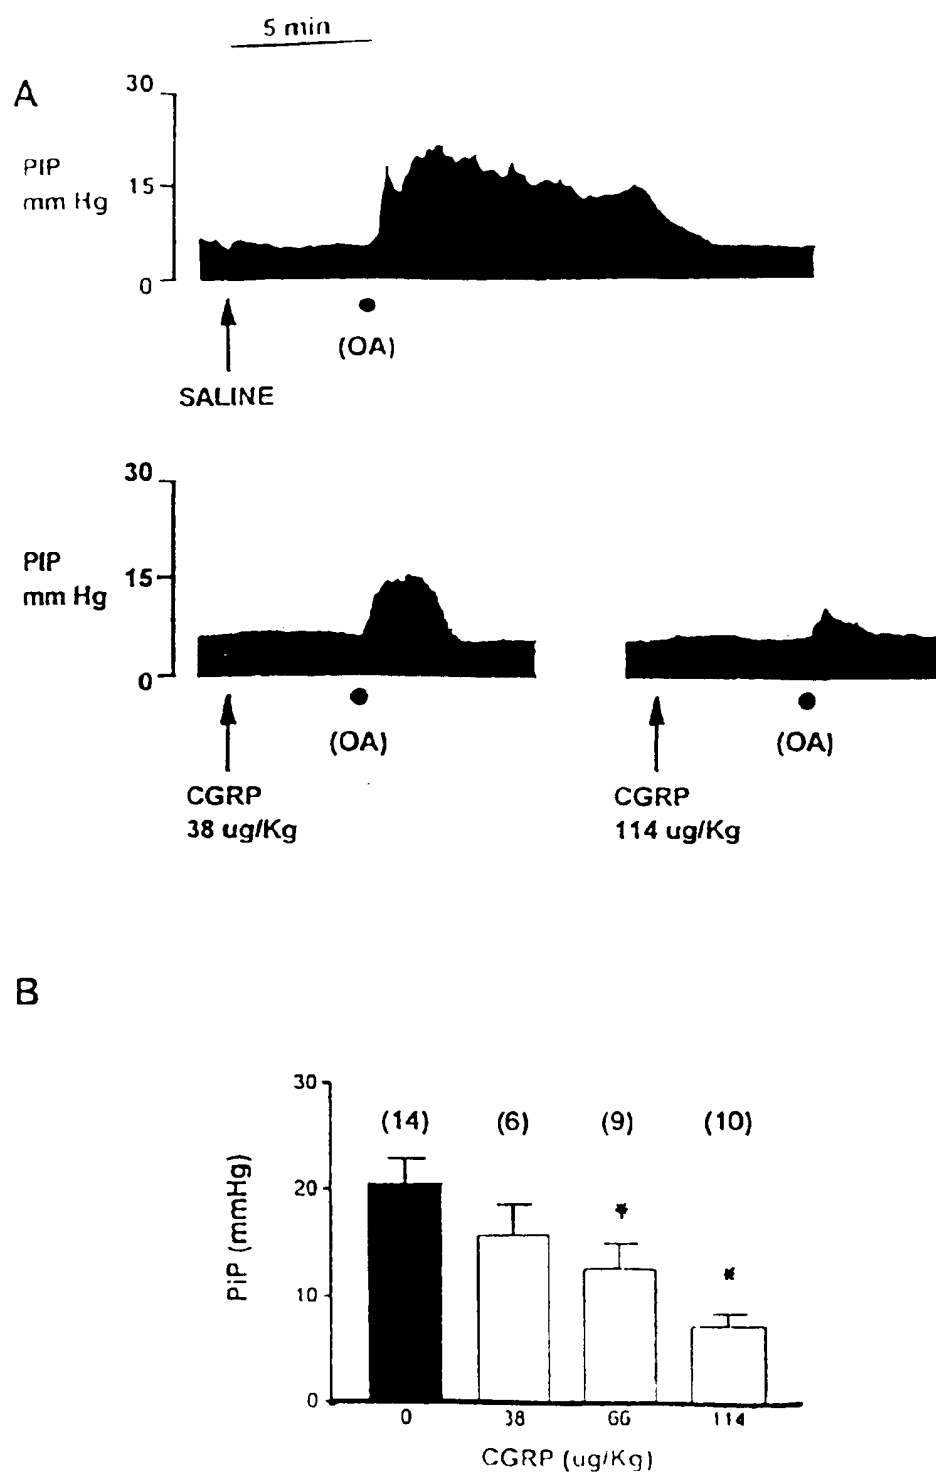 5 min
A
30
PIP
mm Hg
15
0
(OA)
SALINE
30
PIP
mm Hg
15
0
(OA)
(OA)
CGRP
38 ug/Kg
CGRP
114 ug/Kg
B
30
(14) (6) (9) (10)
PiP (mmHg)
20
*
*
10
0
0 38 66 114
CGRP (ug/Kg)